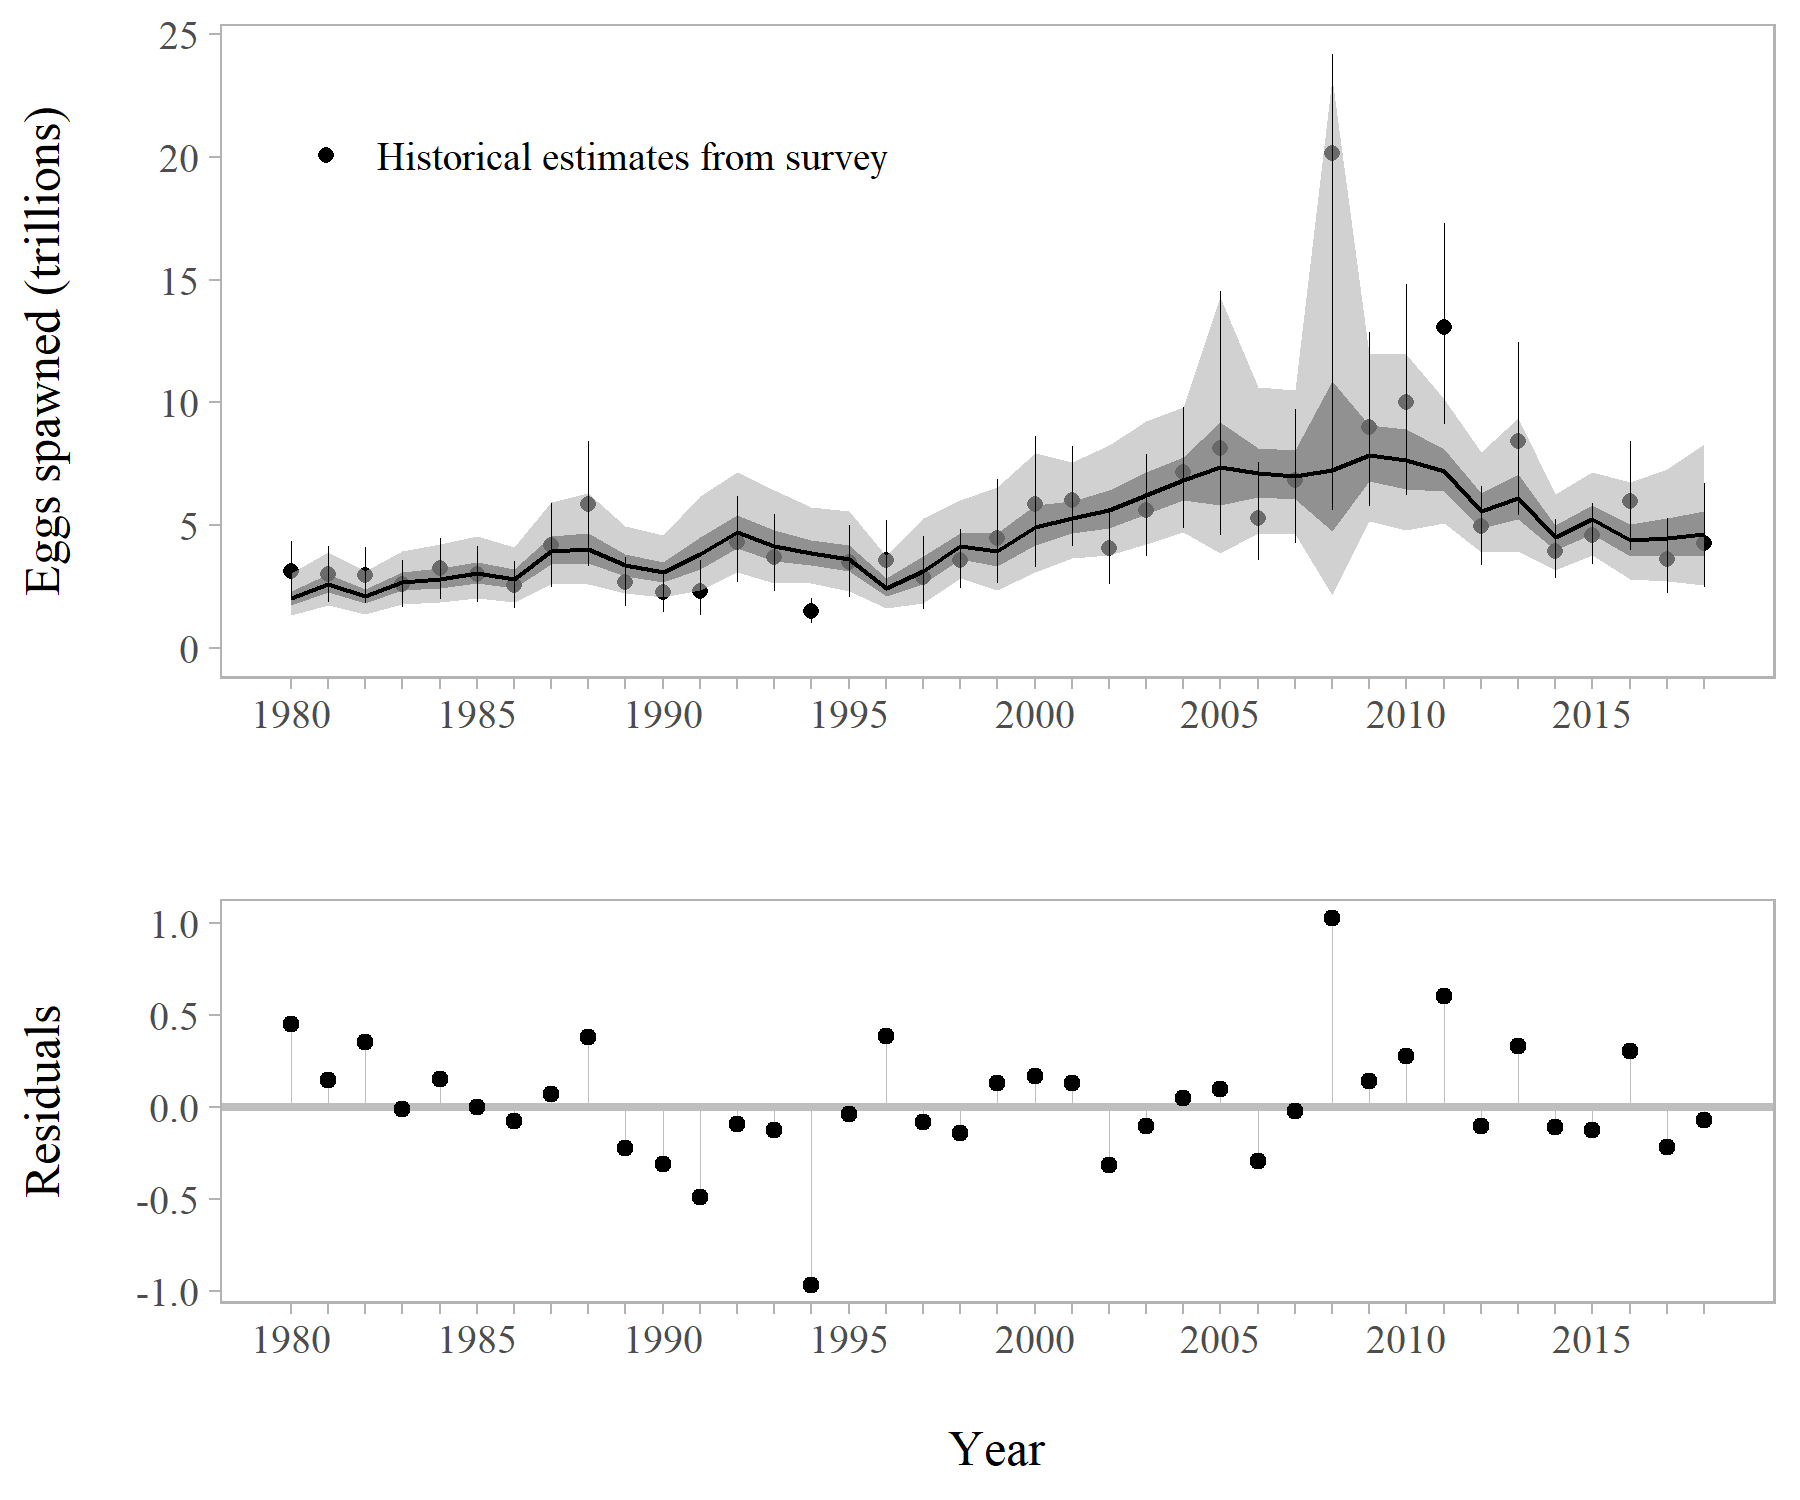 Eggs spawned (trillions)
25
20
15
10
5
0
Historical estimates from survey
1980 1985 1990 1995 2000 2005 2010 2015
Residuals
1.0
0.5
0.0
-0.5
-1.0
1980 1985 1990 1995 2000 2005 2010 2015
Year